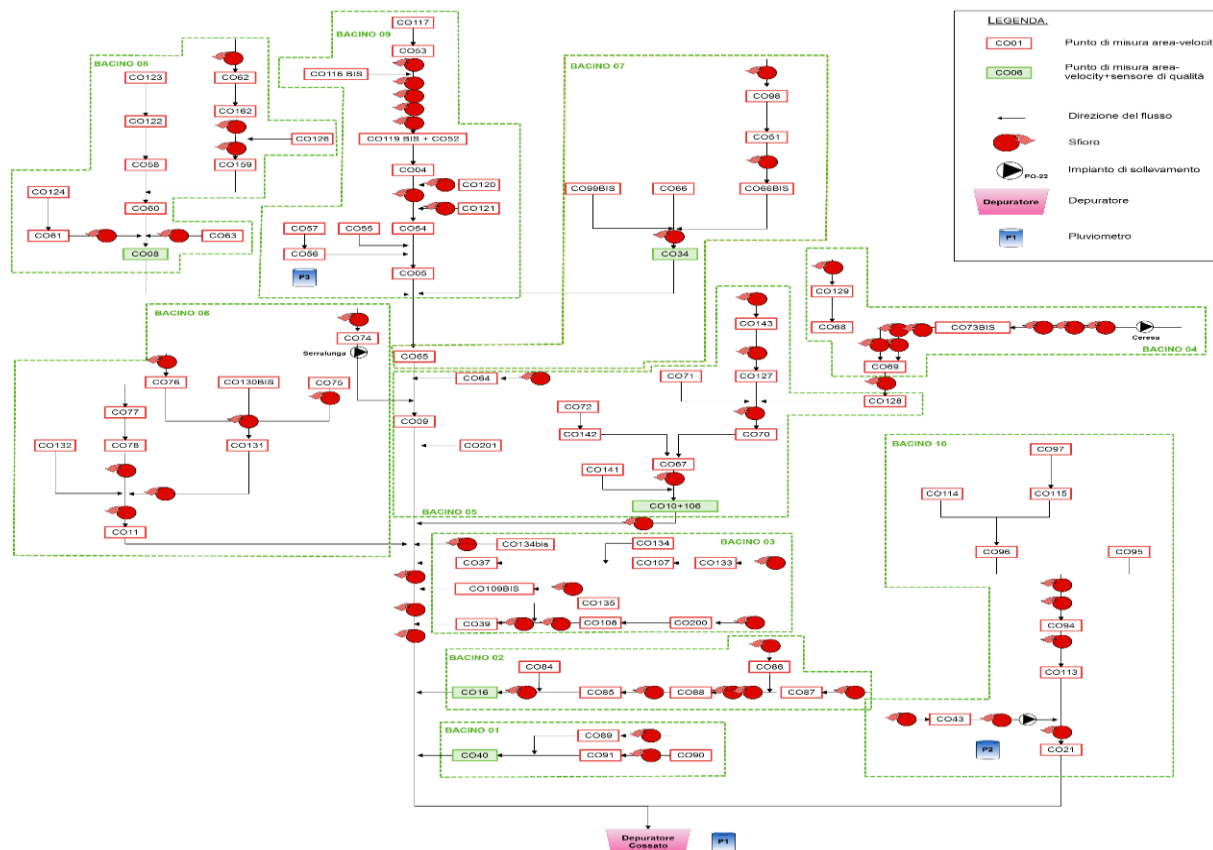 LEGENDA:
CO01
Punto di misura area-velocit
CO06
Punto di misura area-
velocity+sensore di qualità
Direzione del flusso
Sfioro
PO-22
Impianto di sollevamento
Depuratore
Depuratore
P1
Pluviometro
BACINO 08
CO123
CO122
CO58
CO60
CO124
CO81
CO63
CO08
CO62
CO162
CO126
CO159
BACINO 09
CO117
CO53
CO116 BIS
CO119 BIS + CO52
CO04
CO120
CO121
CO54
CO57
CO55
CO56
P3
CO05
BACINO 07
CO98
CO51
CO99BIS
CO66
CO66BIS
CO34
CO65
BACINO 04
CO129
CO68
CO73BIS
Ceresa
CO69
CO128
BACINO 06
CO74
Serralunga
CO76
CO130BIS
CO75
CO77
CO132
CO78
CO131
CO11
BACINO 05
CO143
CO127
CO64
CO71
CO09
CO72
CO142
CO70
CO201
CO67
CO141
CO10+106
BACINO 03
CO134bis
CO134
CO37
CO107
CO133
CO109BIS
CO135
CO39
CO108
CO200
BACINO 02
CO84
CO86
CO16
CO85
CO88
CO87
BACINO 01
CO89
CO40
CO91
CO90
BACINO 10
CO97
CO114
CO115
CO96
CO95
CO94
CO113
CO43
P2
CO21
Depuratore
Cossato
P1